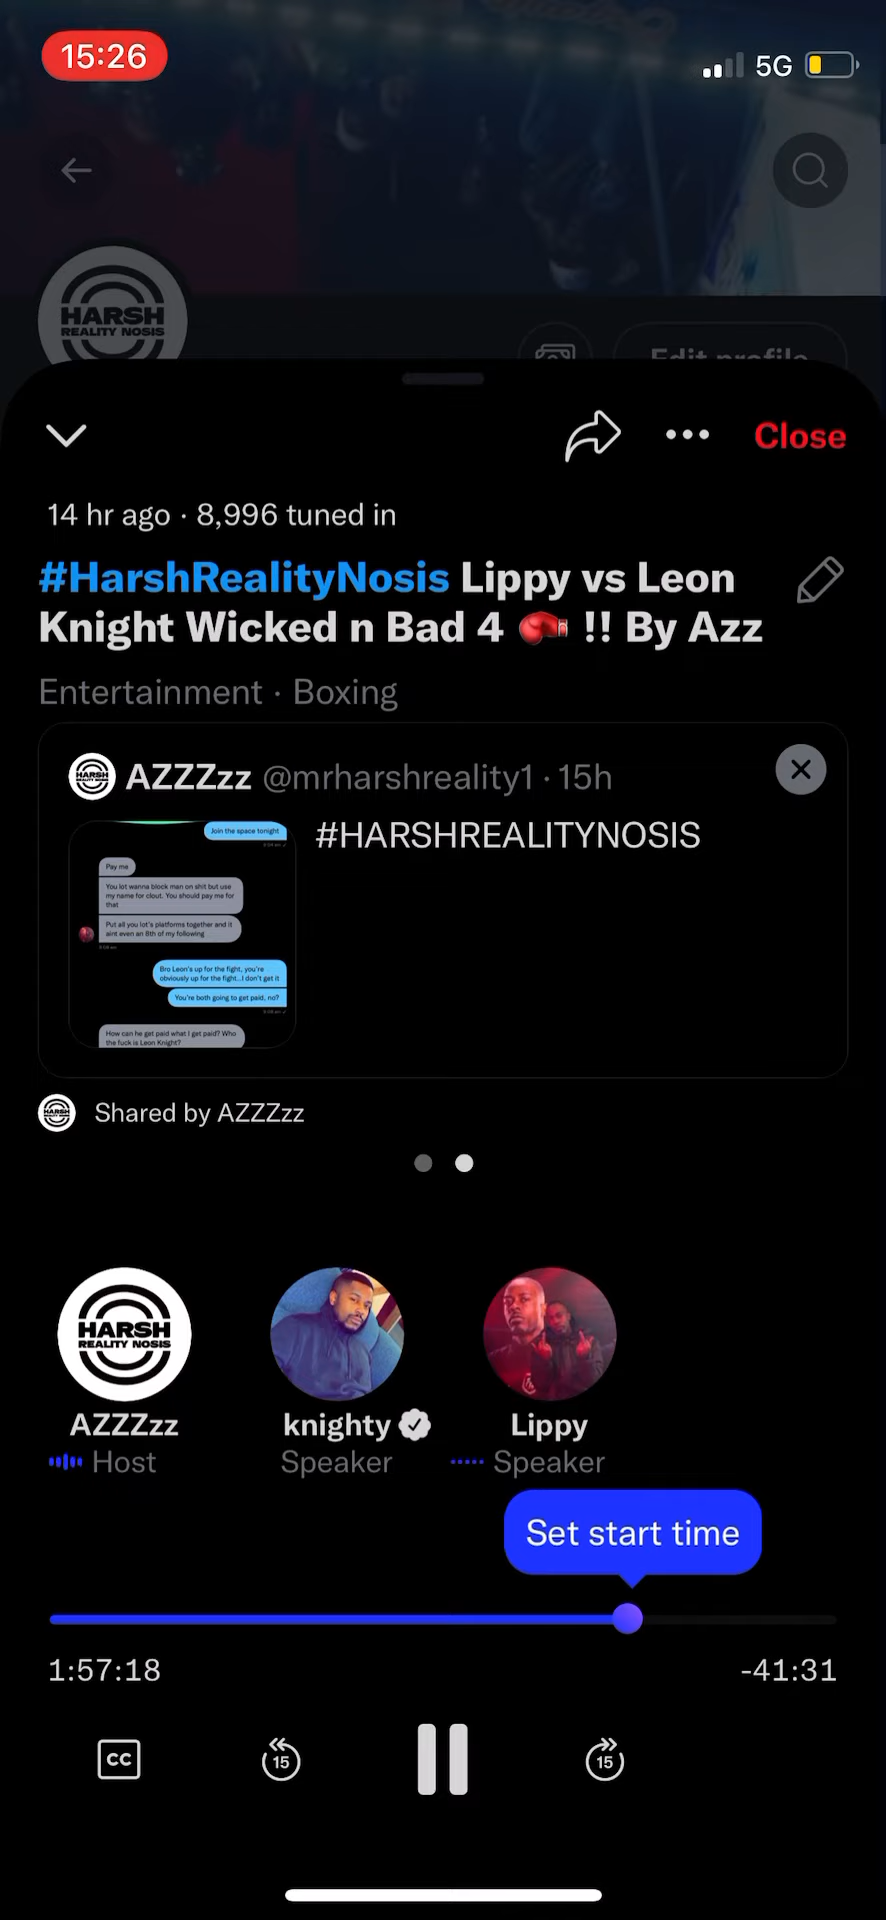 15:26
5G
HARSH
REALITY NOSIS
Edit profile
Close
14 hr ago · 8,996 tuned in
#HarshRealityNosis Lippy vs Leon
Knight Wicked n Bad 4 🥊 !! By Azz
Entertainment · Boxing
HARSH
AZZZzz @mrharshreality1 · 15h
#HARSHREALITYNOSIS
Join the space tonight
Pay me
You lot wanna block man on shit but use
my name for clout. You should pay me for
that
Put all you lot's platforms together and it
aint even an 8th of my following
Bro Leon's up for the fight, you're
obviously up for the fight...I don't get it
You're both going to get paid, no?
How can he get paid what I get paid? Who
the fuck is Leon Knight?
HARSH
Shared by AZZZzz
HARSH
REALITY NOSIS
AZZZzz
Host
knighty
Speaker
Lippy
Speaker
Set start time
1:57:18
-41:31
CC
15
15